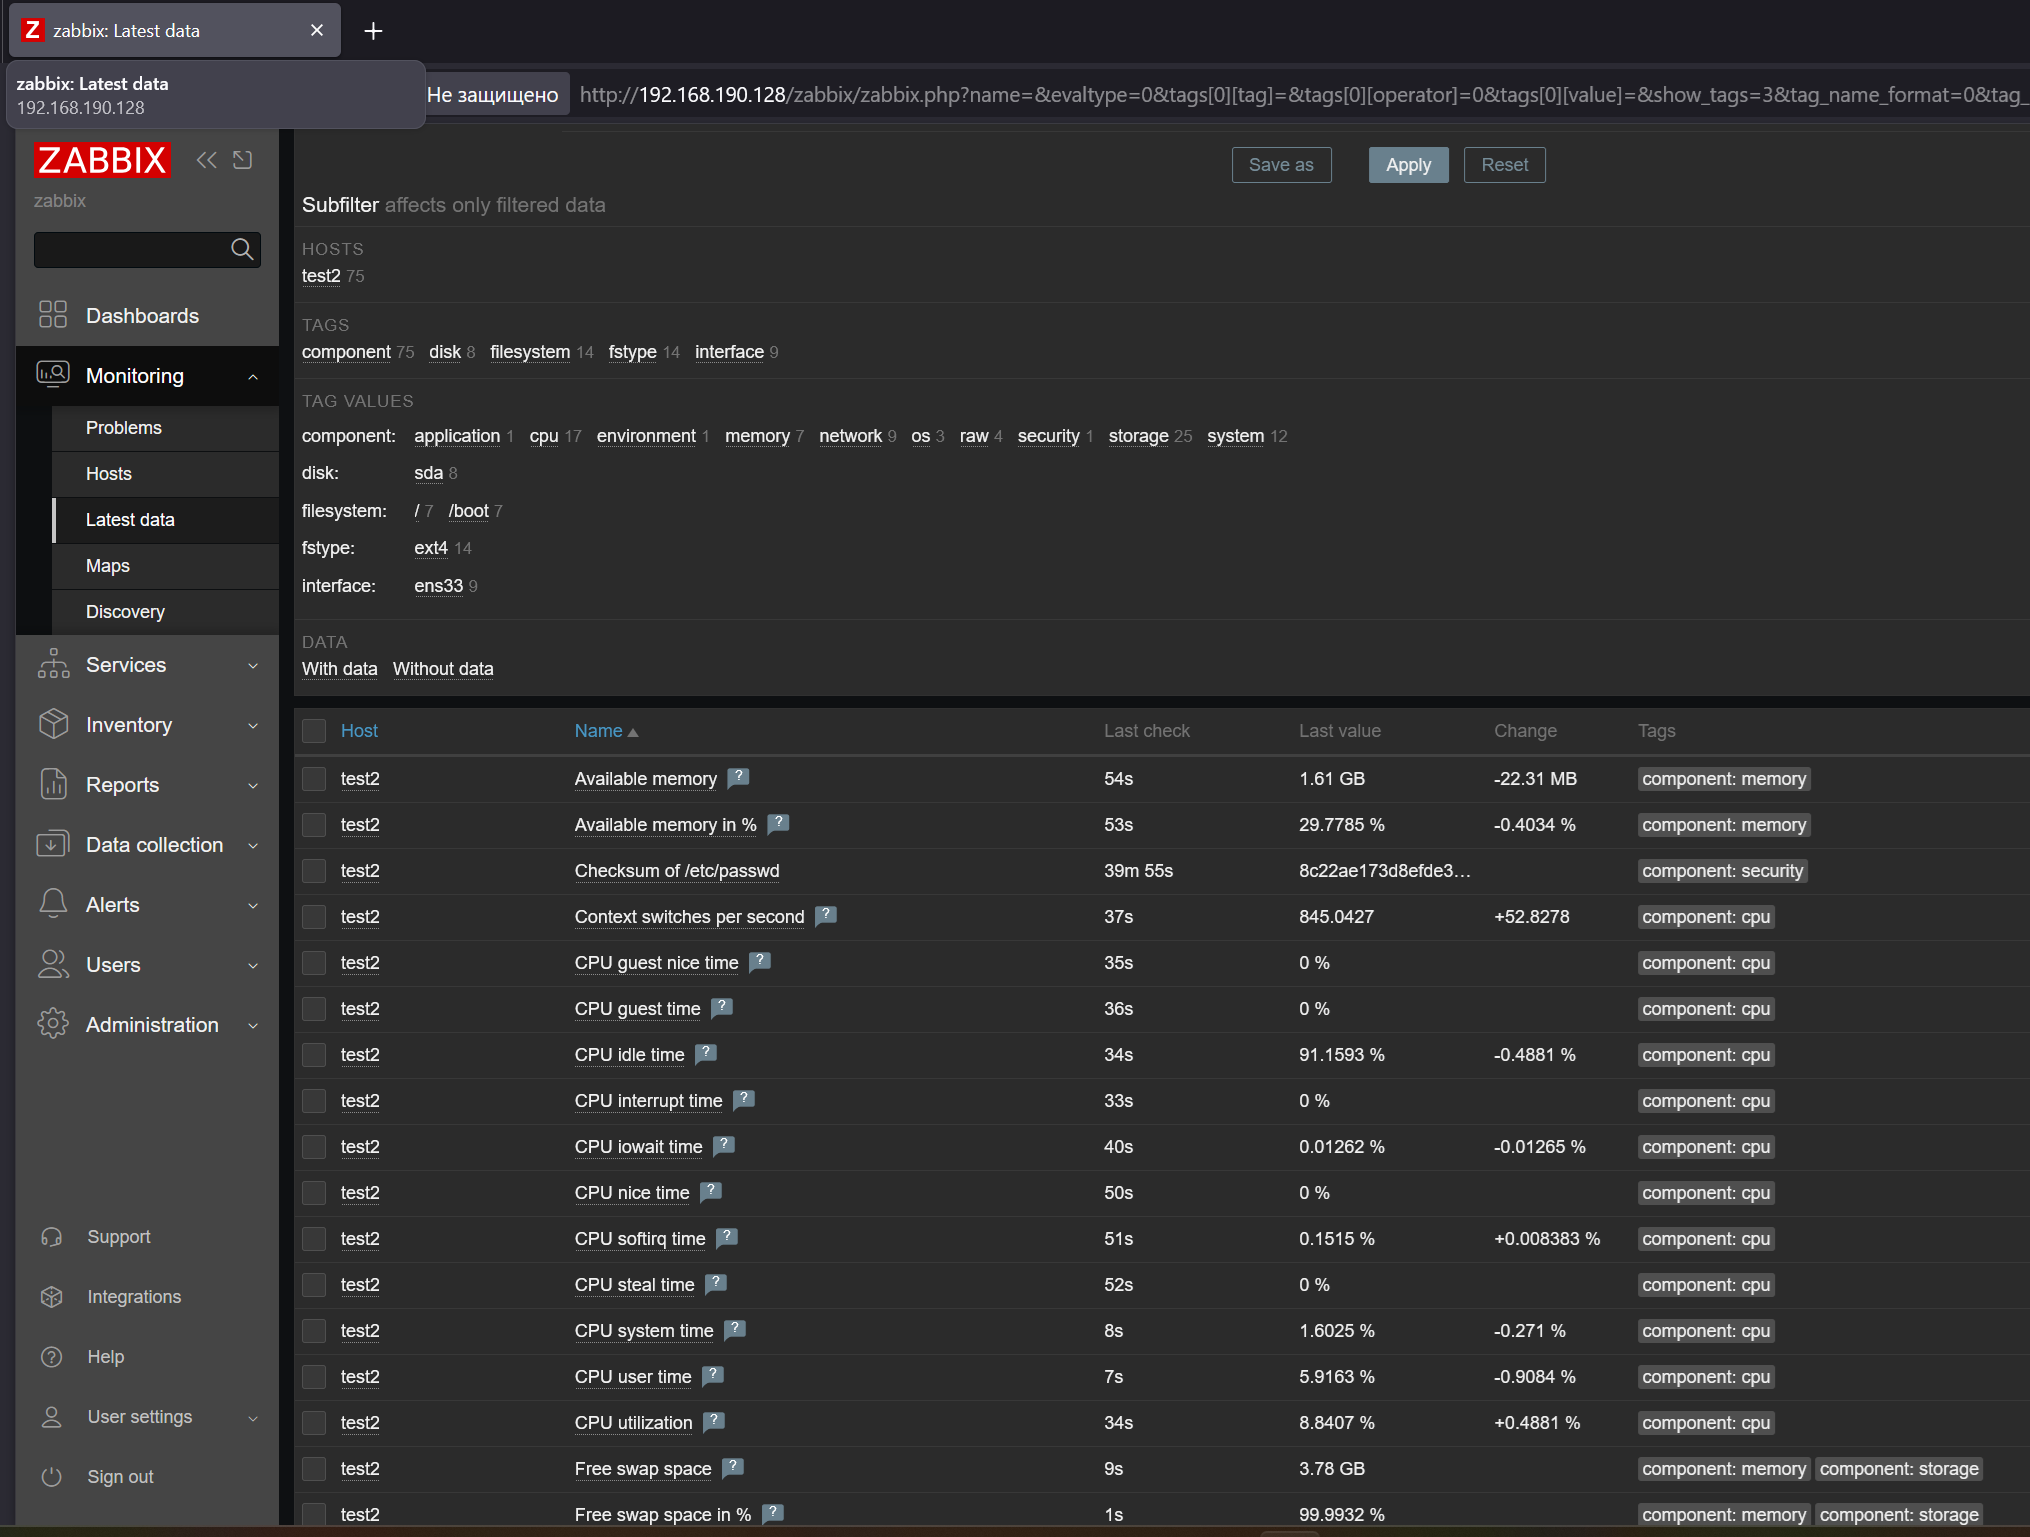 zabbix: Latest data
zabbix: Latest data
192.168.190.128
Не защищено http://192.168.190.128/zabbix/zabbix.php?name=&evaltype=0&tags[0][tag]=&tags[0][operator]=0&tags[0][value]=&show_tags=3&tag_name_format=0&tag_
ZABBIX
zabbix
Dashboards
Monitoring
Problems
Hosts
Latest data
Maps
Discovery
Services
Inventory
Reports
Data collection
Alerts
Users
Administration
Support
Integrations
Help
User settings
Sign out
Save as Apply Reset
Subfilter affects only filtered data
HOSTS
test2 75
TAGS
component 75 disk 8 filesystem 14 fstype 14 interface 9
TAG VALUES
component: application 1 cpu 17 environment 1 memory 7 network 9 os 3 raw 4 security 1 storage 25 system 12
disk: sda 8
filesystem: / 7 /boot 7
fstype: ext4 14
interface: ens33 9
DATA
With data Without data
Host Name Last check Last value Change Tags
test2 Available memory ? 54s 1.61 GB -22.31 MB component: memory
test2 Available memory in % ? 53s 29.7785 % -0.4034 % component: memory
test2 Checksum of /etc/passwd 39m 55s 8c22ae173d8efde3... component: security
test2 Context switches per second ? 37s 845.0427 +52.8278 component: cpu
test2 CPU guest nice time ? 35s 0 % component: cpu
test2 CPU guest time ? 36s 0 % component: cpu
test2 CPU idle time ? 34s 91.1593 % -0.4881 % component: cpu
test2 CPU interrupt time ? 33s 0 % component: cpu
test2 CPU iowait time ? 40s 0.01262 % -0.01265 % component: cpu
test2 CPU nice time ? 50s 0 % component: cpu
test2 CPU softirq time ? 51s 0.1515 % +0.008383 % component: cpu
test2 CPU steal time ? 52s 0 % component: cpu
test2 CPU system time ? 8s 1.6025 % -0.271 % component: cpu
test2 CPU user time ? 7s 5.9163 % -0.9084 % component: cpu
test2 CPU utilization ? 34s 8.8407 % +0.4881 % component: cpu
test2 Free swap space ? 9s 3.78 GB component: memory component: storage
test2 Free swap space in % ? 1s 99.9932 % component: memory component: storage